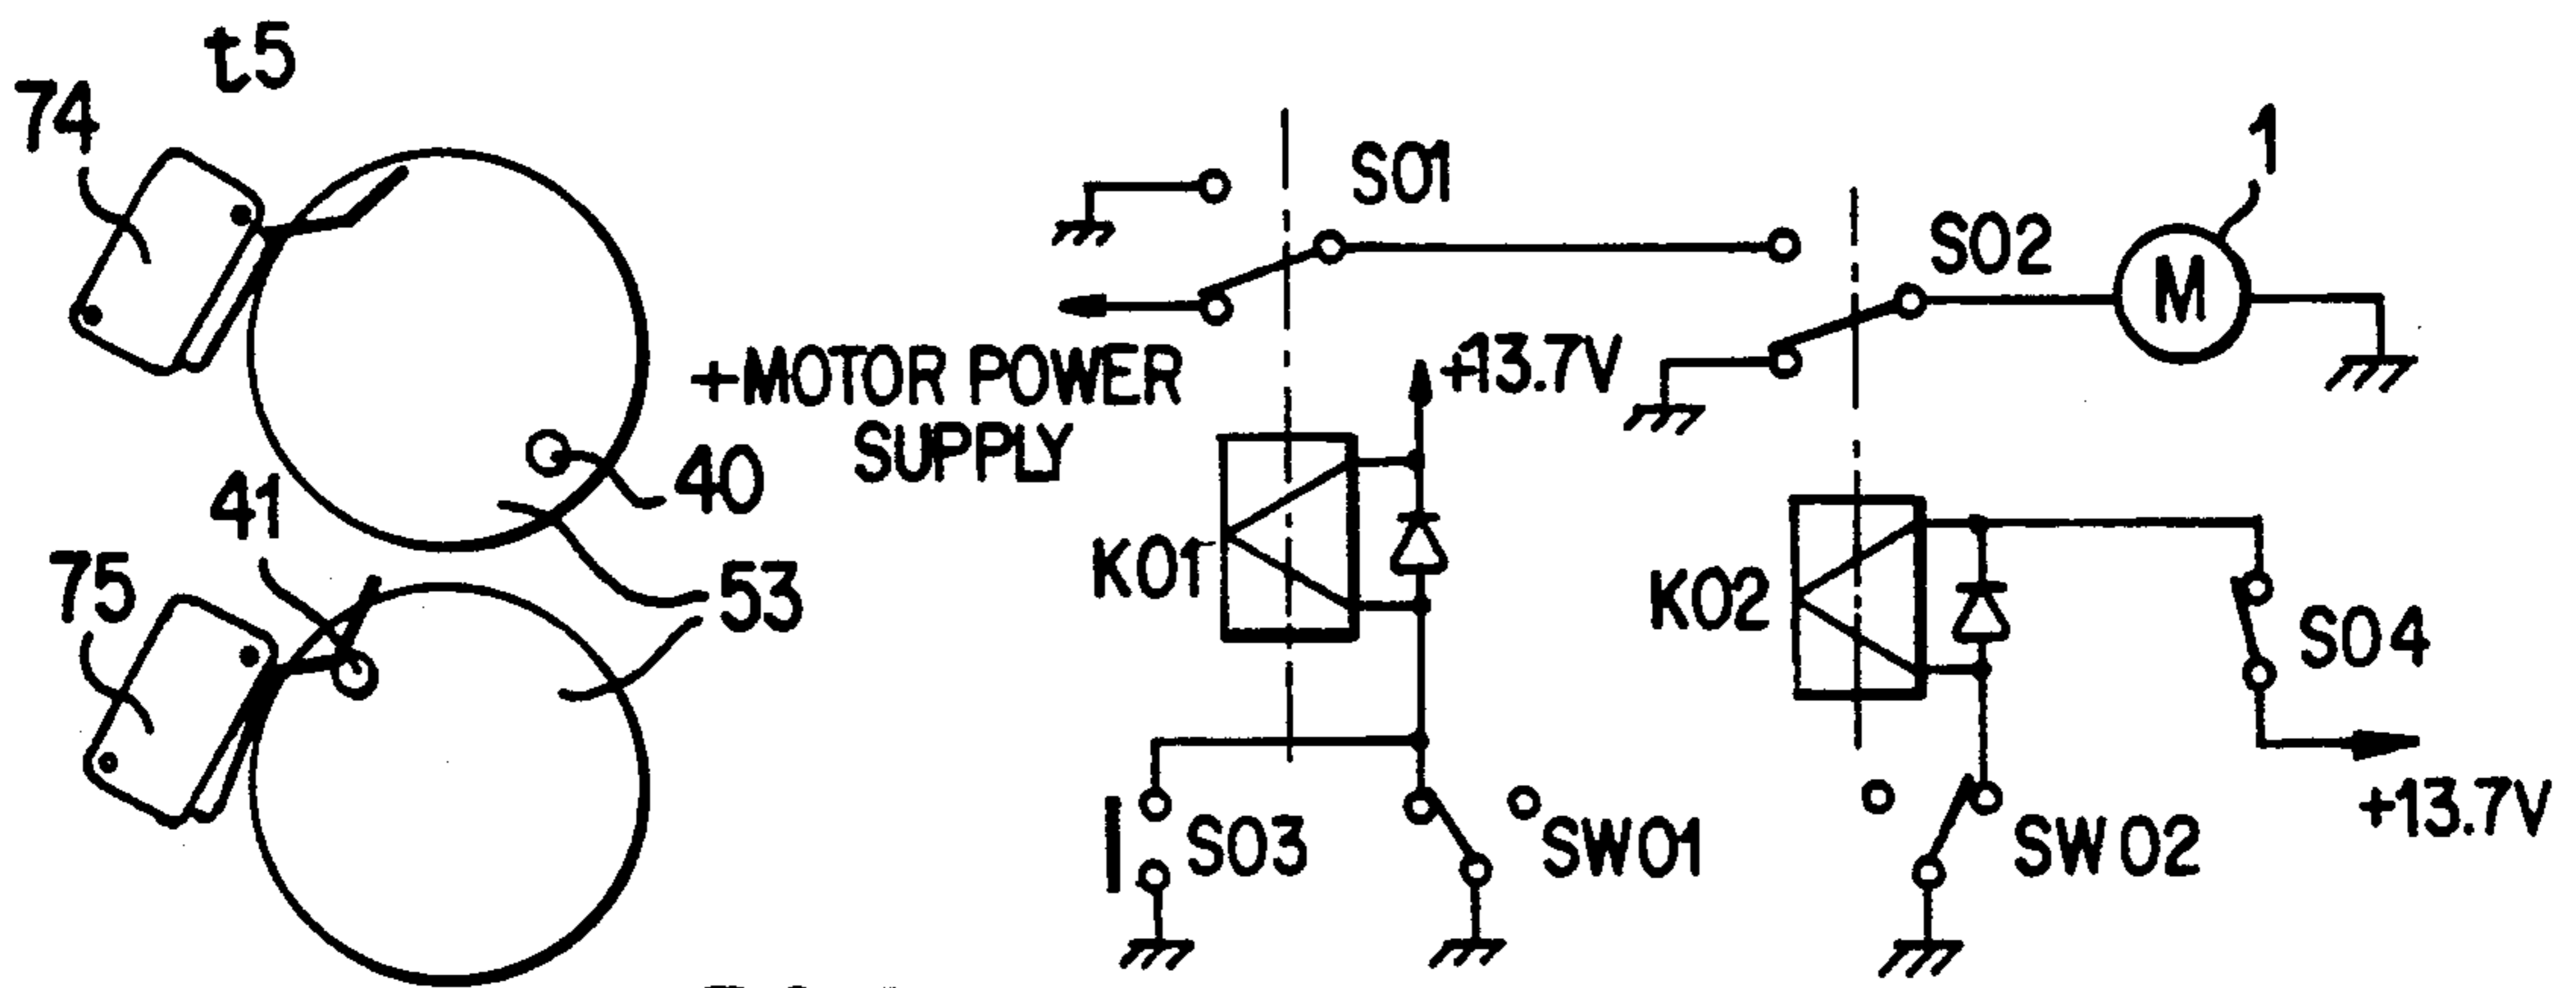 t5
74
S01
1
S02
M
+MOTOR POWER
SUPPLY
+13.7V
40
41
K01
75
53
K02
S04
+13.7V
S03
SW01
SW02